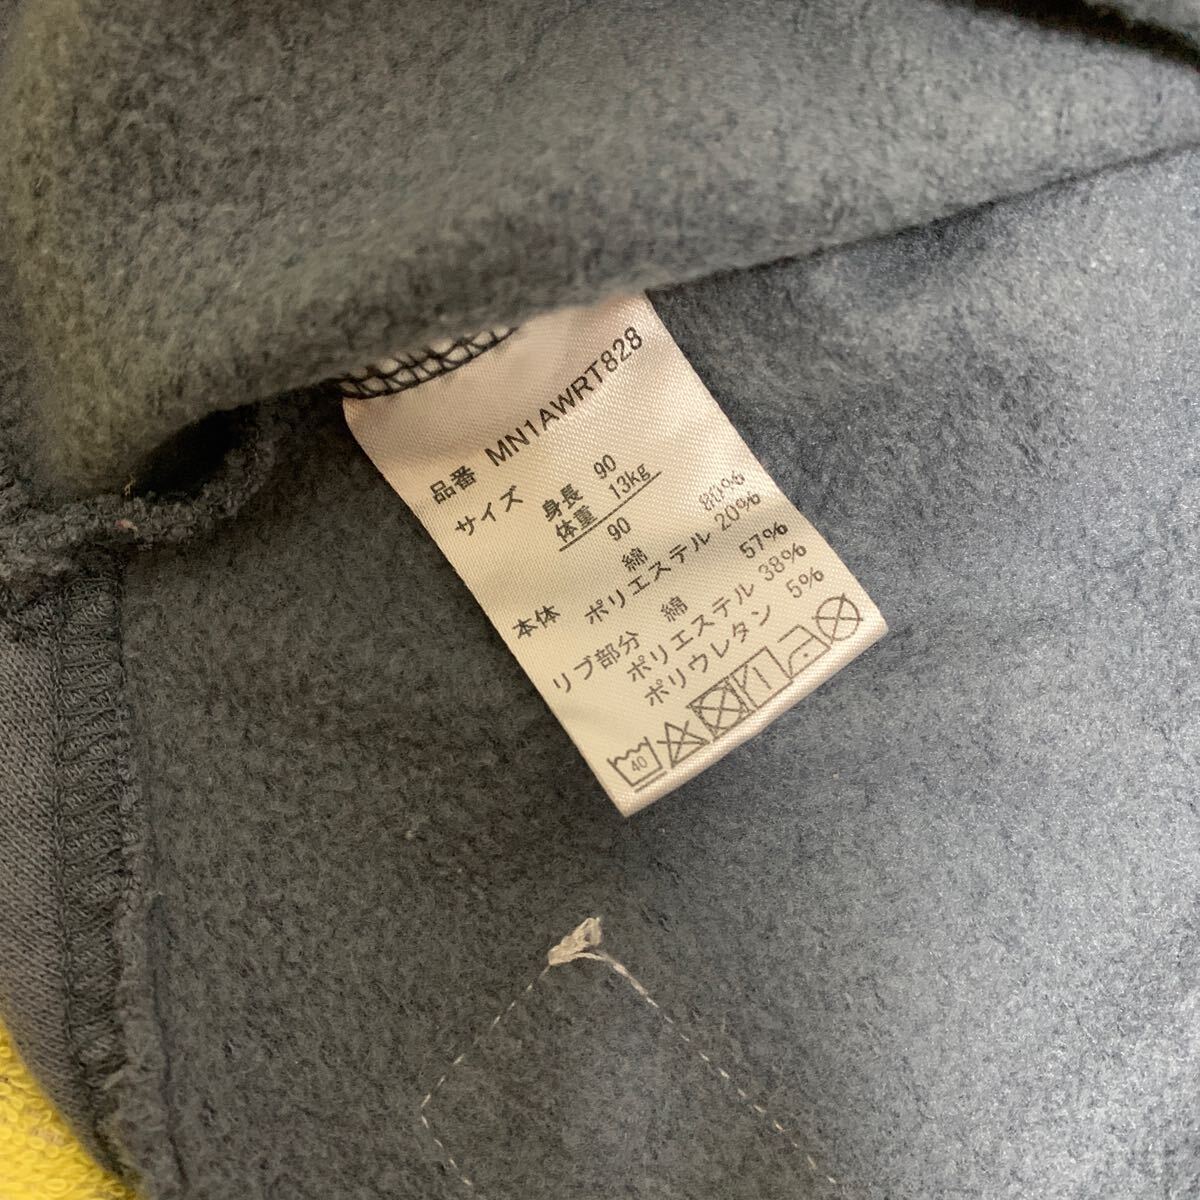 品番 MN1AWRT828
サイズ 身長 90
体重 13kg
90
本体 綿 80%
ポリエステル 20%
リブ部分 綿 57%
ポリエステル 38%
ポリウレタン 5%
40